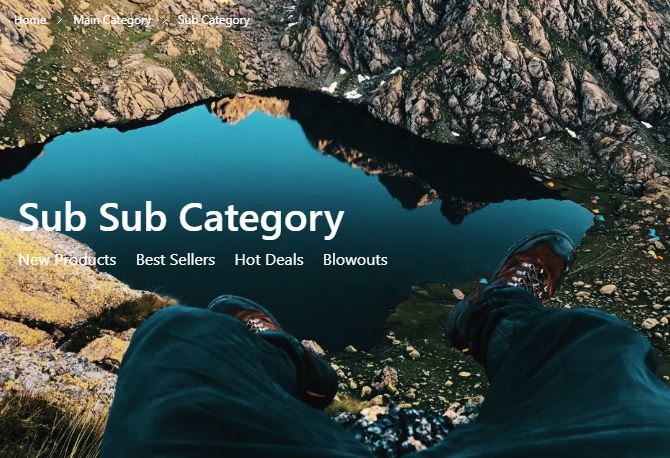 Home > Main Category > Sub Category
Sub Sub Category
New Products Best Sellers Hot Deals Blowouts